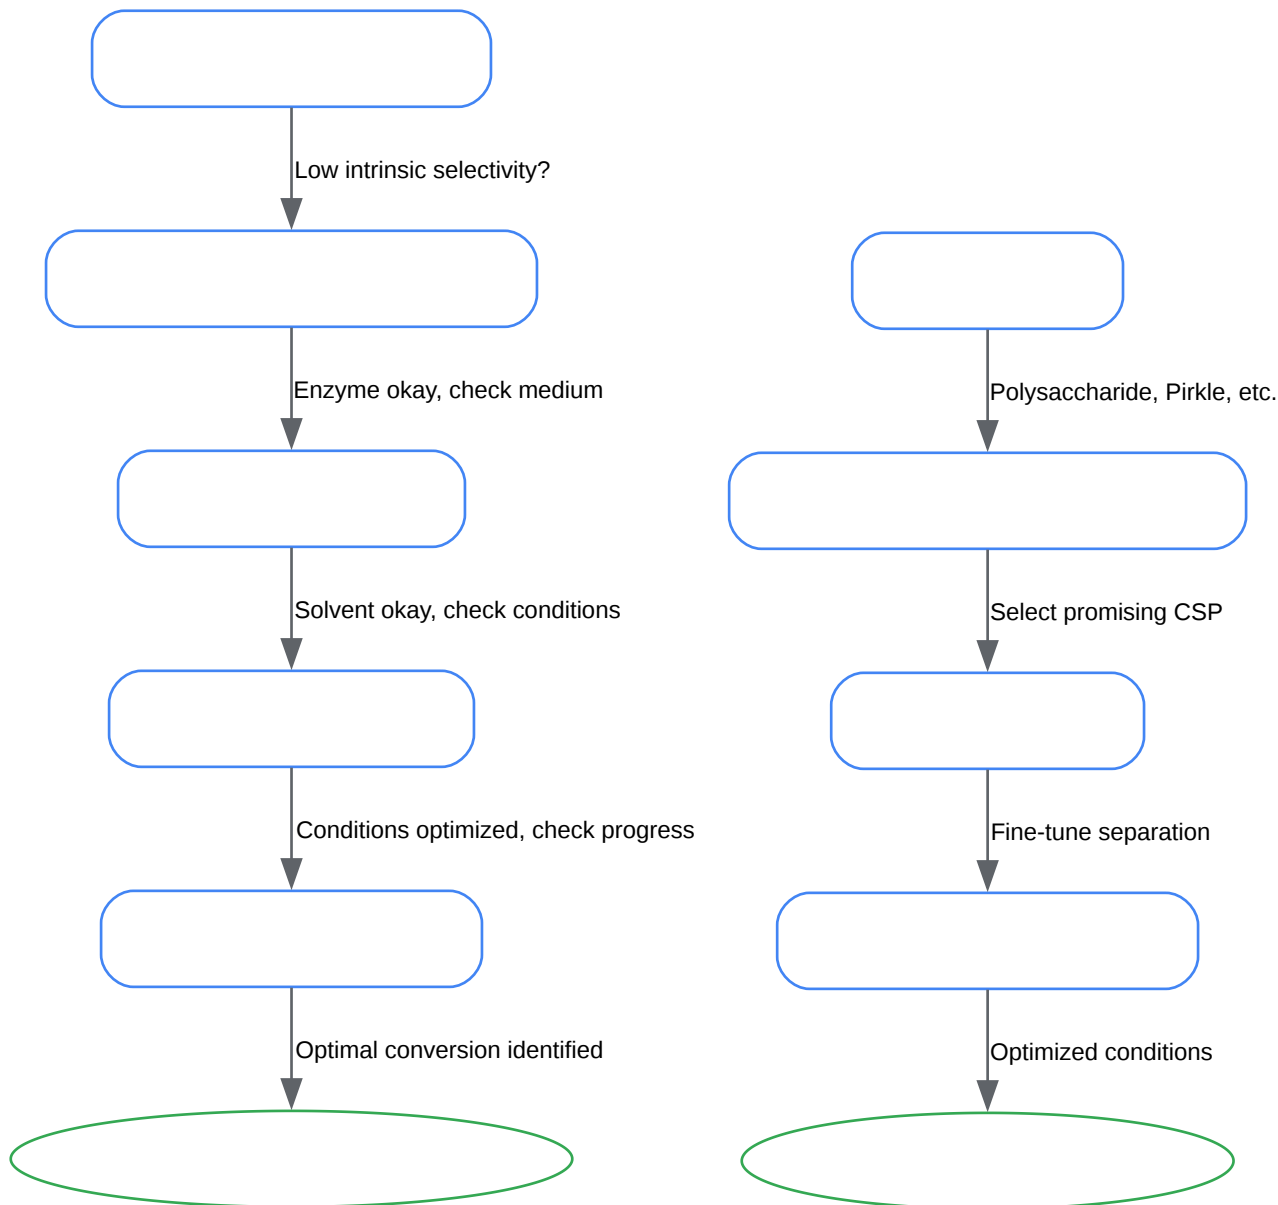 Low intrinsic selectivity?
Enzyme okay, check medium
Solvent okay, check conditions
Conditions optimized, check progress
Optimal conversion identified
Polysaccharide, Pirkle, etc.
Select promising CSP
Fine-tune separation
Optimized conditions